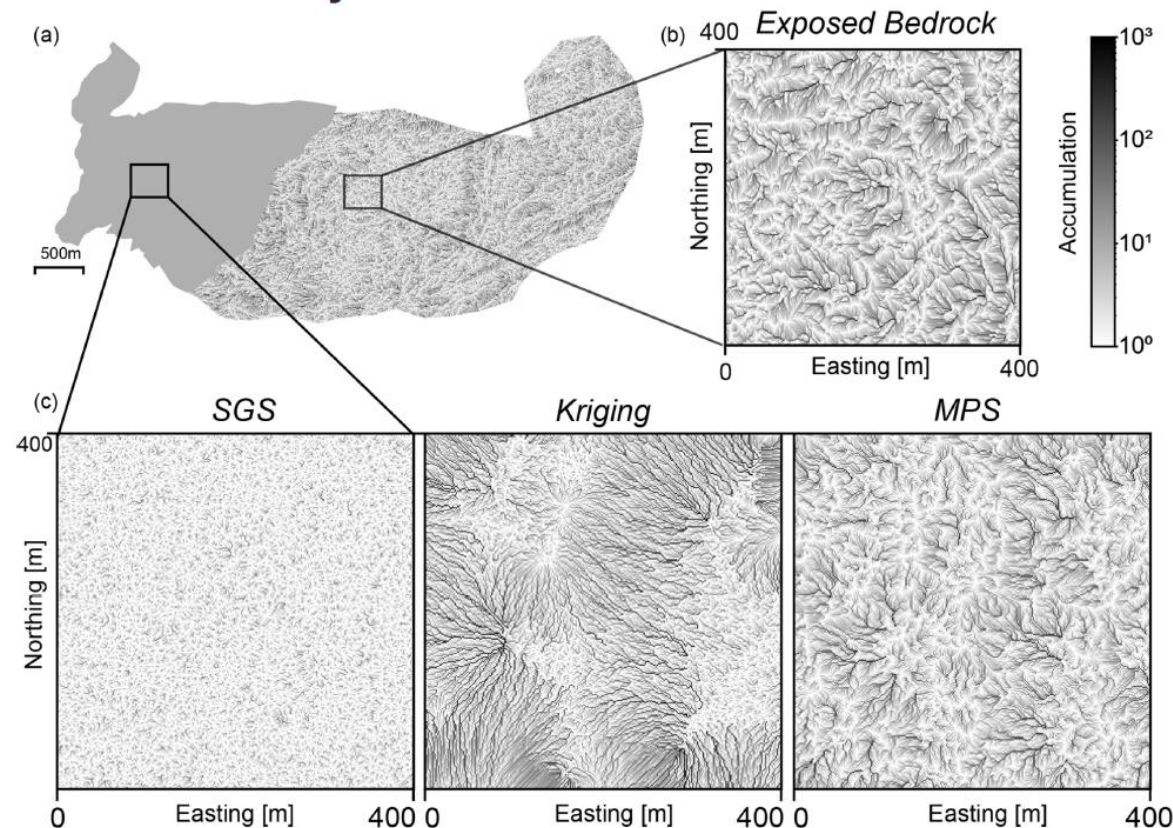 (a)
500m
(b)
Exposed Bedrock
400
Northing [m]
0
Easting [m]
400
Accumulation
10³
10²
10¹
10⁰
(c)
SGS
Kriging
MPS
400
Northing [m]
0
Easting [m]
400
0
Easting [m]
400
0
Easting [m]
400